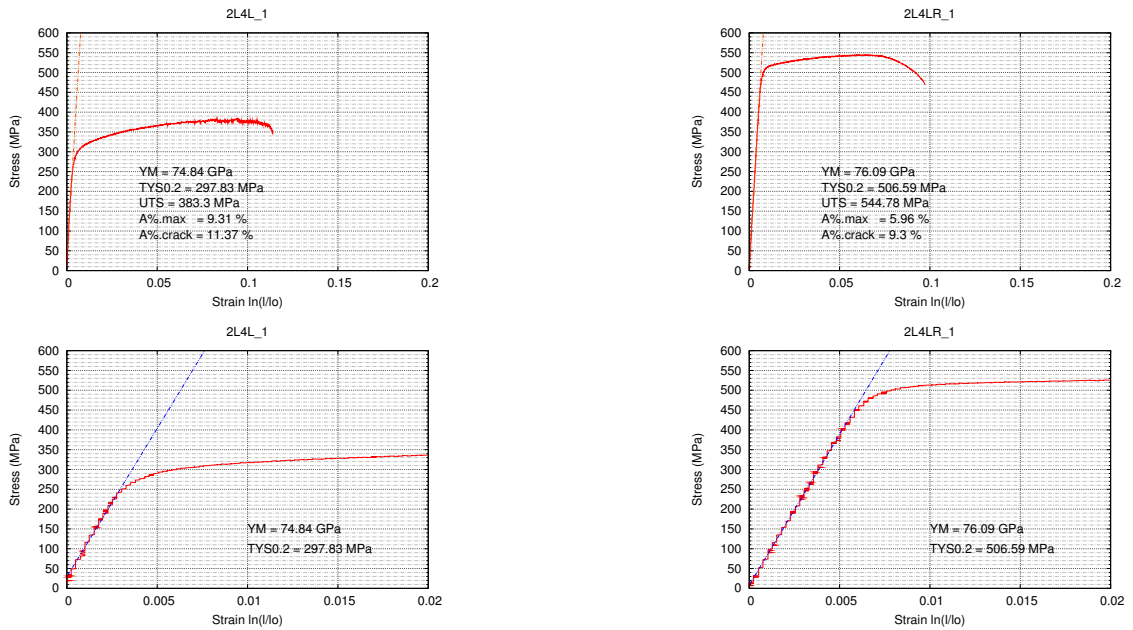 2L4L_1
600
550
500
450
400
350
300
250
200
150
100
50
0
Stress (MPa)
YM = 74.84 GPa
TYS0.2 = 297.83 MPa
UTS = 383.3 MPa
A%.max = 9.31 %
A%.crack = 11.37 %
0 0.05 0.1 0.15 0.2
Strain ln(l/lo)
2L4LR_1
600
550
500
450
400
350
300
250
200
150
100
50
0
Stress (MPa)
YM = 76.09 GPa
TYS0.2 = 506.59 MPa
UTS = 544.78 MPa
A%.max = 5.96 %
A%.crack = 9.3 %
0 0.05 0.1 0.15 0.2
Strain ln(l/lo)
2L4L_1
600
550
500
450
400
350
300
250
200
150
100
50
0
Stress (MPa)
YM = 74.84 GPa
TYS0.2 = 297.83 MPa
0 0.005 0.01 0.015 0.02
Strain ln(l/lo)
2L4LR_1
600
550
500
450
400
350
300
250
200
150
100
50
0
Stress (MPa)
YM = 76.09 GPa
TYS0.2 = 506.59 MPa
0 0.005 0.01 0.015 0.02
Strain ln(l/lo)